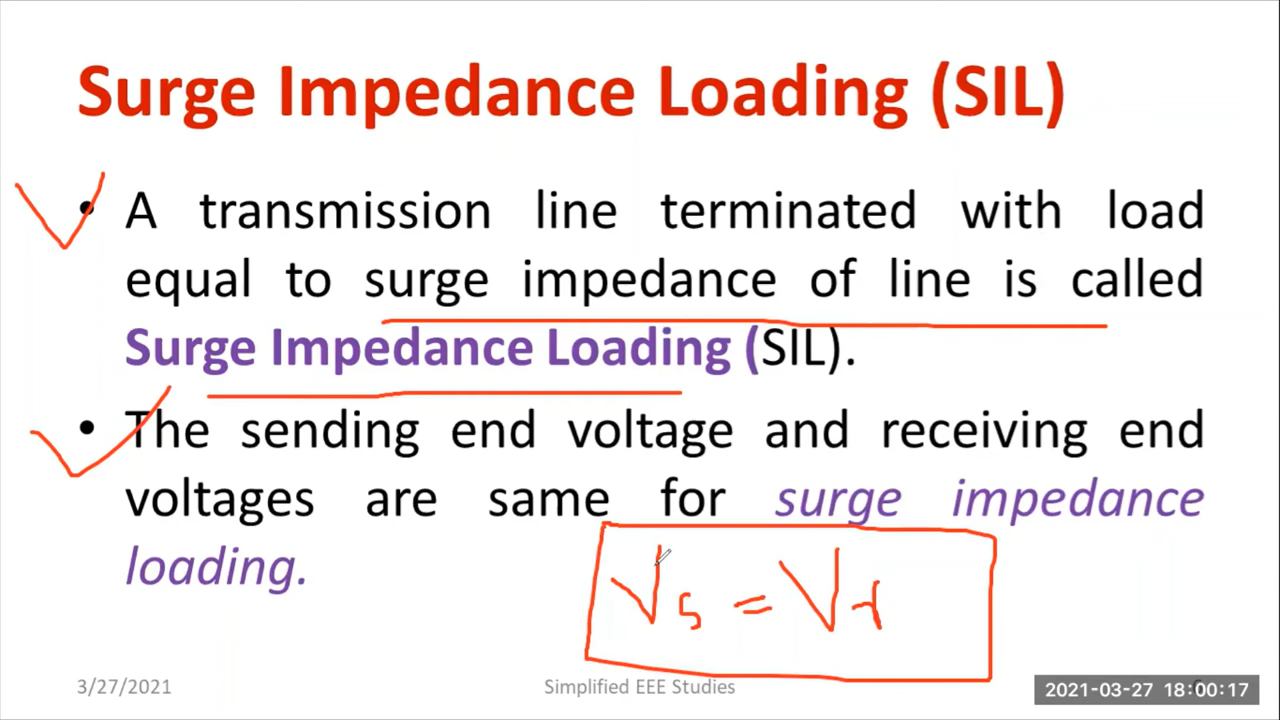 Surge Impedance Loading (SIL)
• A transmission line terminated with load
equal to surge impedance of line is called
Surge Impedance Loading (SIL).
• The sending end voltage and receiving end
voltages are same for surge impedance
loading.
Vs = Vr
3/27/2021 Simplified EEE Studies
2021-03-27 18:00:17